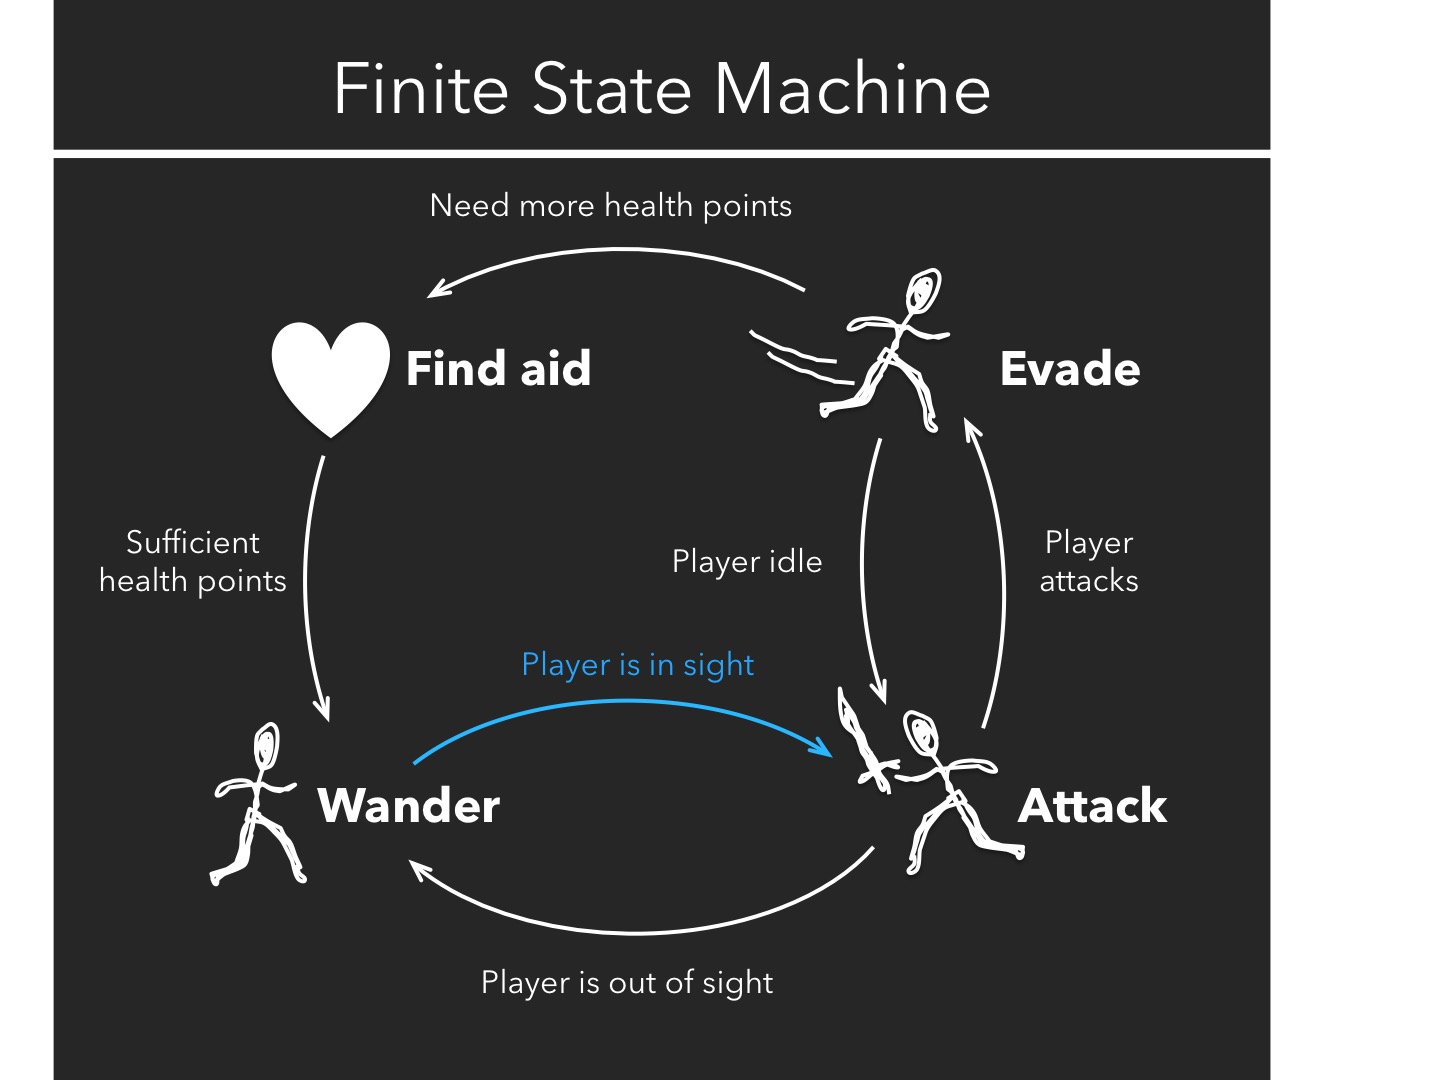 Finite State Machine
Need more health points
Find aid
Evade
Sufficient
health points
Player idle
Player
attacks
Player is in sight
Wander
Attack
Player is out of sight